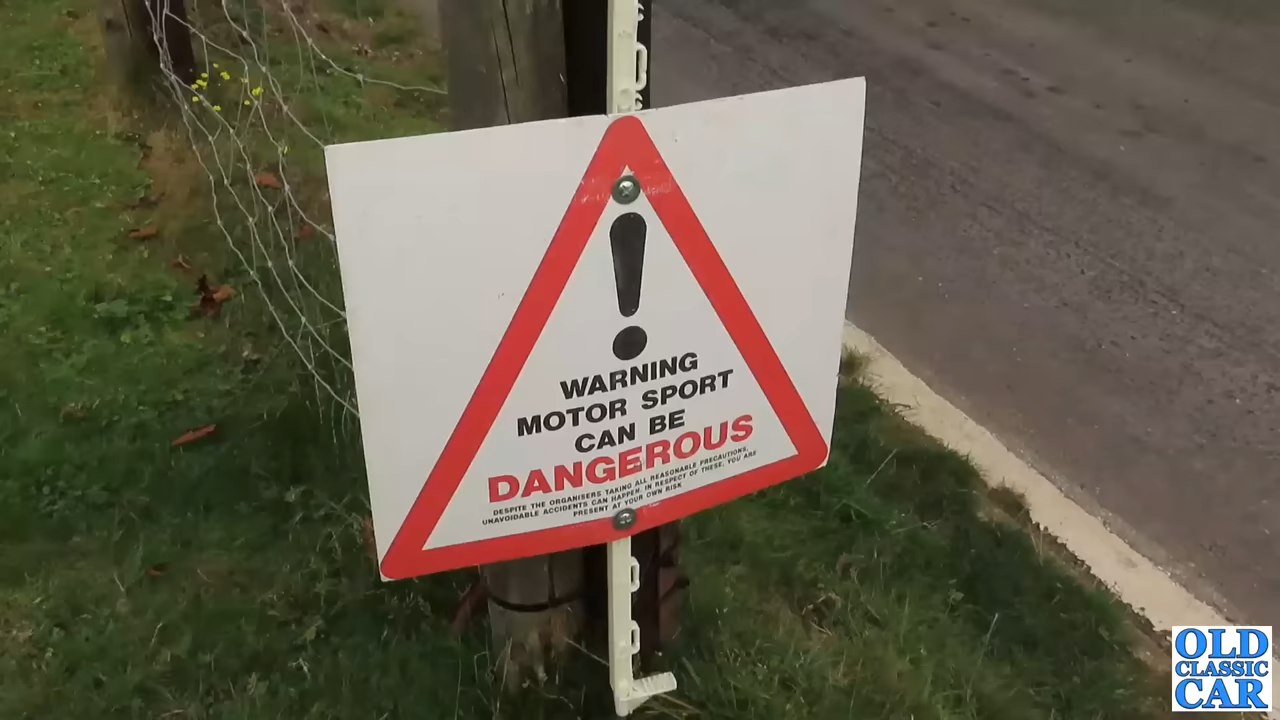 !
WARNING
MOTOR SPORT
CAN BE
DANGEROUS
DESPITE THE ORGANISERS TAKING ALL REASONABLE PRECAUTIONS,
UNAVOIDABLE ACCIDENTS CAN HAPPEN. IN RESPECT OF THESE, YOU ARE
PRESENT AT YOUR OWN RISK
OLD
CLASSIC
CAR